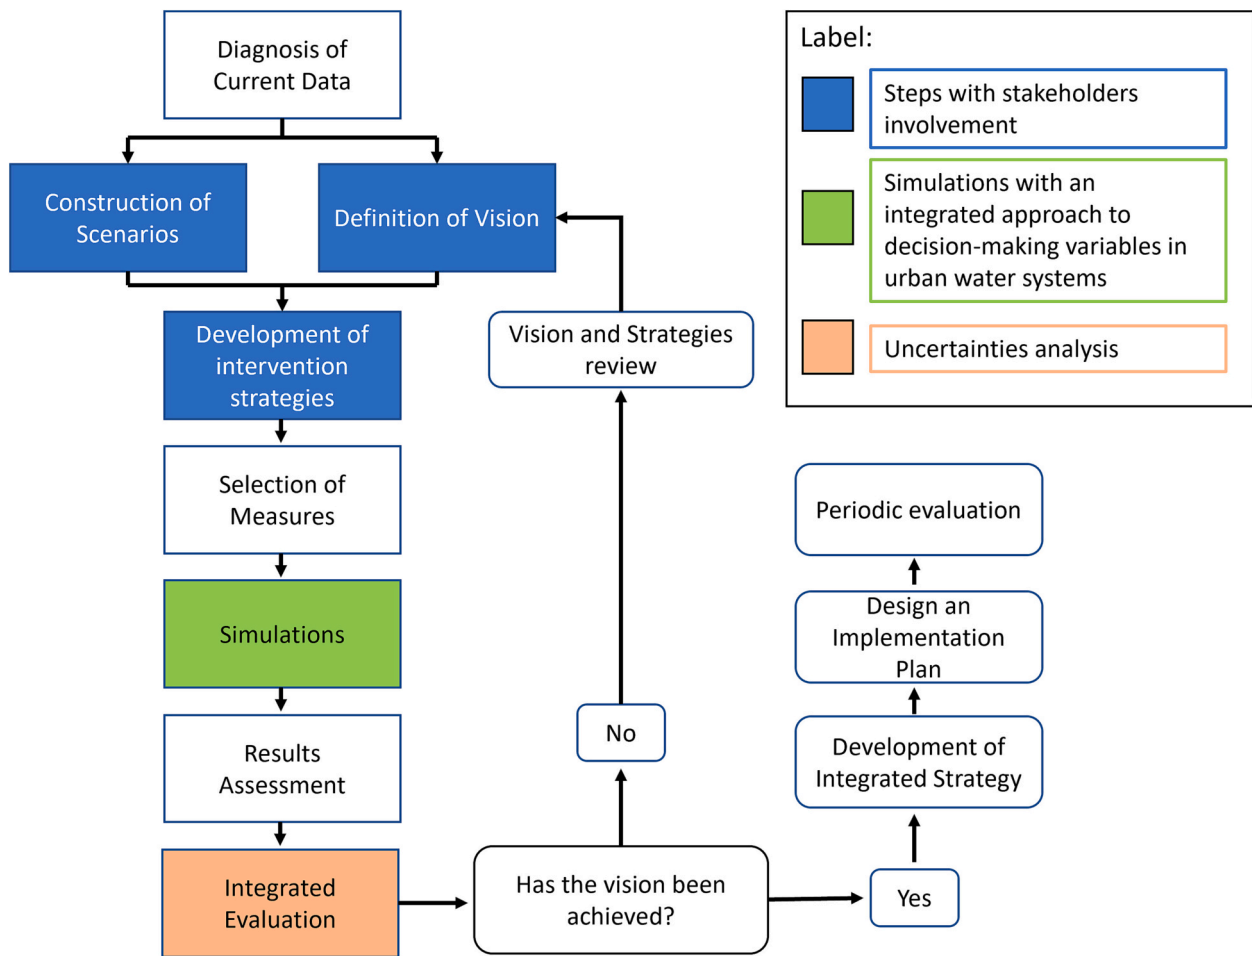 Diagnosis of
Current Data
Construction of
Scenarios
Definition of Vision
Development of
intervention
strategies
Selection of
Measures
Simulations
Results
Assessment
Integrated
Evaluation
Has the vision been
achieved?
No
Vision and Strategies
review
Yes
Development of
Integrated Strategy
Design an
Implementation
Plan
Periodic evaluation
Label:
Steps with stakeholders
involvement
Simulations with an
integrated approach to
decision-making variables in
urban water systems
Uncertainties analysis